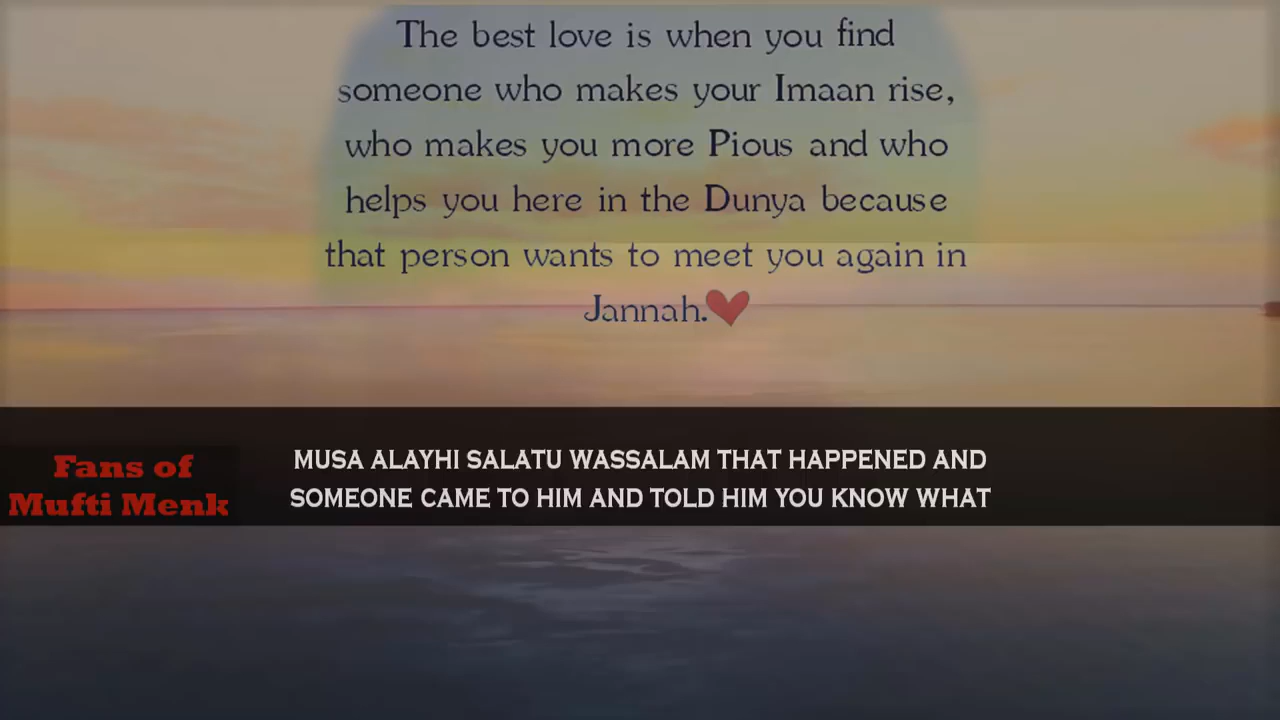 The best love is when you find
someone who makes your Imaan rise,
who makes you more Pious and who
helps you here in the Dunya because
that person wants to meet you again in
Jannah.❤
Fans of
Mufti Menk
MUSA ALAYHI SALATU WASSALAM THAT HAPPENED AND
SOMEONE CAME TO HIM AND TOLD HIM YOU KNOW WHAT